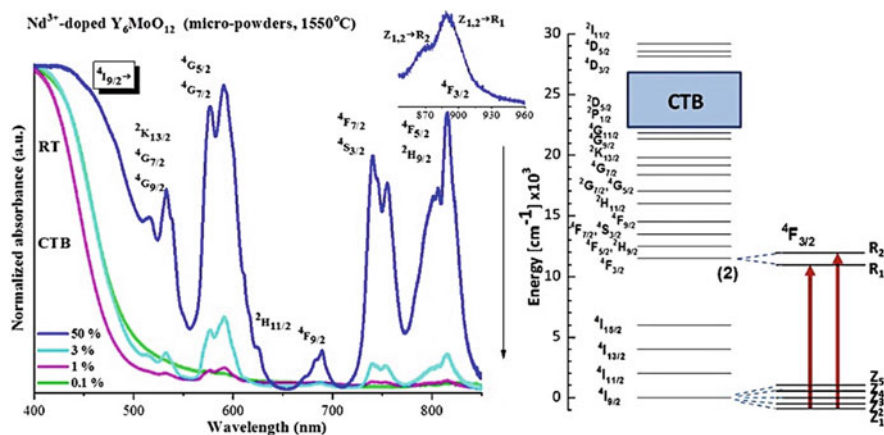 Nd³⁺-doped Y₆MoO₁₂ (micro-powders, 1550°C)
⁴I₉/₂→
RT
CTB
²K₁₃/₂
⁴G₇/₂
⁴G₉/₂
⁴G₅/₂
⁴G₇/₂
²H₁₁/₂
⁴F₉/₂
⁴F₇/₂
⁴S₃/₂
⁴F₅/₂
²H₉/₂
Z₁,₂→R₂
Z₁,₂→R₁
⁴F₃/₂
870 900 930 960
50 %
3 %
1 %
0.1 %
Normalized absorbance (a.u.)
400 500 600 700 800
Wavelength (nm)
Energy [cm⁻¹] x10³
30
25
20
15
10
5
0
²I₁₁/₂
⁴D₅/₂
⁴D₃/₂
CTB
²D₅/₂
²P₁/₂
⁴G₁₁/₂
⁴G₉/₂
²K₁₃/₂
⁴G₇/₂
²G₇/₂,⁴G₅/₂
²H₁₁/₂
⁴F₉/₂
⁴F₇/₂,⁴S₃/₂
⁴F₅/₂,²H₉/₂
⁴F₃/₂
(2)
⁴F₃/₂
R₂
R₁
⁴I₁₅/₂
⁴I₁₃/₂
⁴I₁₁/₂
⁴I₉/₂
Z₅
Z₄
Z₃
Z₂
Z₁